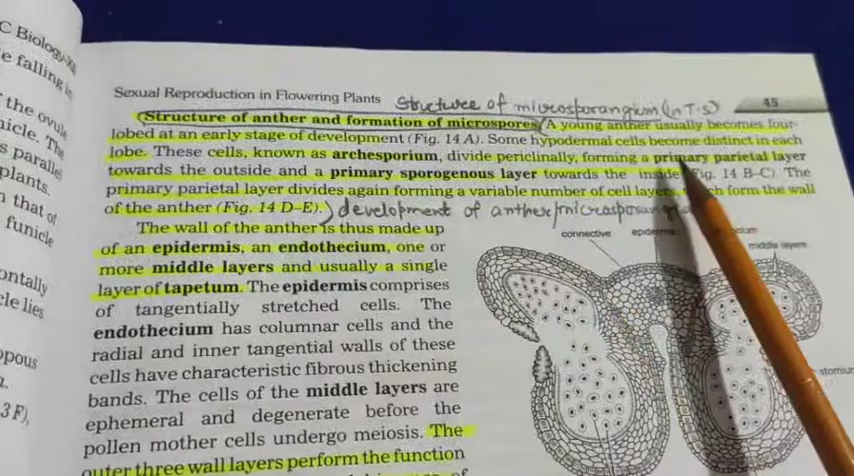 C Biology-XII
e falling in
the ovule
nicle. The
s parallel
plants.
n that of
funicle
ontally
cle lies
opous
3 F),
Sexual Reproduction in Flowering Plants Structure of microsporangium (nT.S) 45
Structure of anther and formation of microspores (A young anther usually becomes four-
lobed at an early stage of development (Fig. 14 A). Some hypodermal cells become distinct in each
lobe. These cells, known as archesporium, divide periclinally, forming a primary parietal layer
towards the outside and a primary sporogenous layer towards the inside (Fig. 14 B-C). The
primary parietal layer divides again forming a variable number of cell layers, which form the wall
of the anther (Fig. 14 D-E).) development of anther/microsporang
The wall of the anther is thus made up
of an epidermis, an endothecium, one or
more middle layers and usually a single
layer of tapetum. The epidermis comprises
of tangentially stretched cells. The
endothecium has columnar cells and the
radial and inner tangential walls of these
cells have characteristic fibrous thickening
bands. The cells of the middle layers are
ephemeral and degenerate before the
pollen mother cells undergo meiosis. The
outer three wall layers perform the function
of
connective
middle layers
stomium